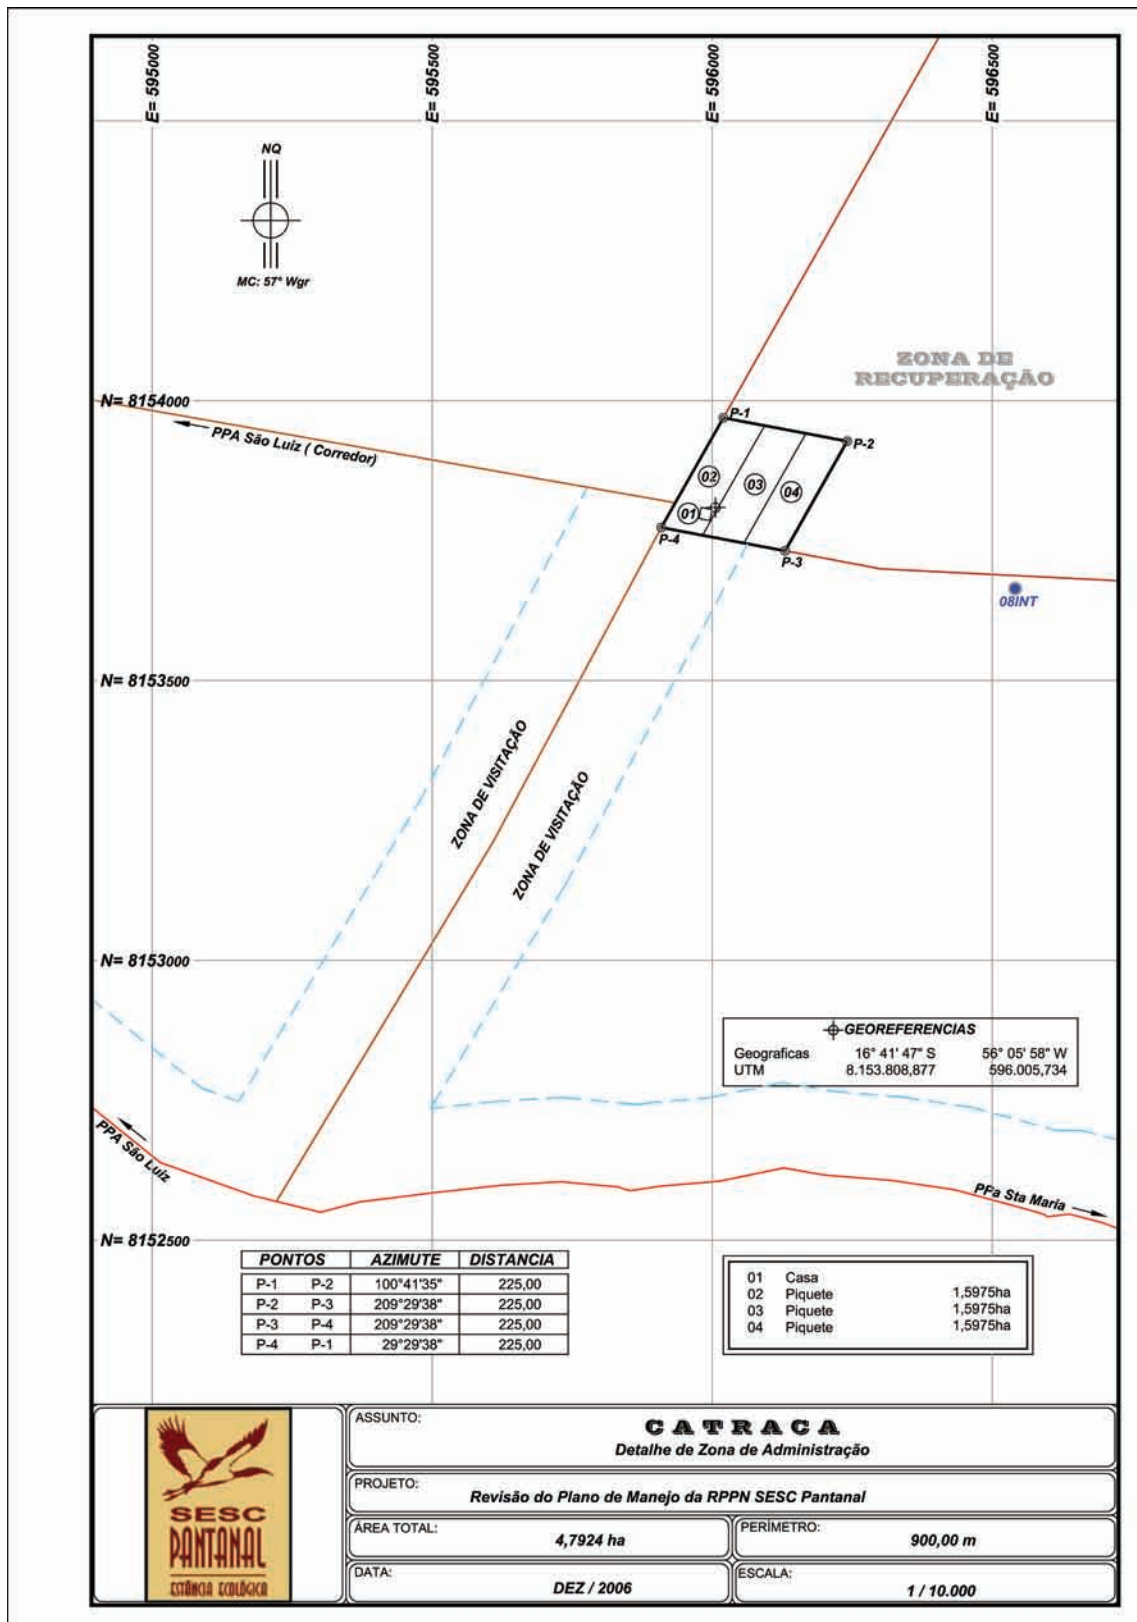 E= 595000
E= 595500
E= 596000
E= 596500
NQ
MC: 57° Wgr
ZONA DE
RECUPERAÇÃO
N= 8154000
PPA São Luiz ( Corredor)
P-1
P-2
02
03
04
01
P-4
P-3
08INT
N= 8153500
ZONA DE VISITAÇÃO
ZONA DE VISITAÇÃO
N= 8153000
GEOREFERENCIAS
Geograficas 16° 41' 47" S 56° 05' 58" W
UTM 8.153.808,877 596.005,734
PPA São Luiz
PPa Sta Maria
N= 8152500
PONTOS AZIMUTE DISTANCIA
P-1 P-2 100°41'35" 225,00
P-2 P-3 209°29'38" 225,00
P-3 P-4 209°29'38" 225,00
P-4 P-1 29°29'38" 225,00
01 Casa
02 Piquete 1,5975ha
03 Piquete 1,5975ha
04 Piquete 1,5975ha
SESC
PANTANAL
ESTÂNCIA ECOLÓGICA
ASSUNTO:
CATRACA
Detalhe de Zona de Administração
PROJETO:
Revisão do Plano de Manejo da RPPN SESC Pantanal
ÁREA TOTAL:
4,7924 ha
PERÍMETRO:
900,00 m
DATA:
DEZ / 2006
ESCALA:
1 / 10.000